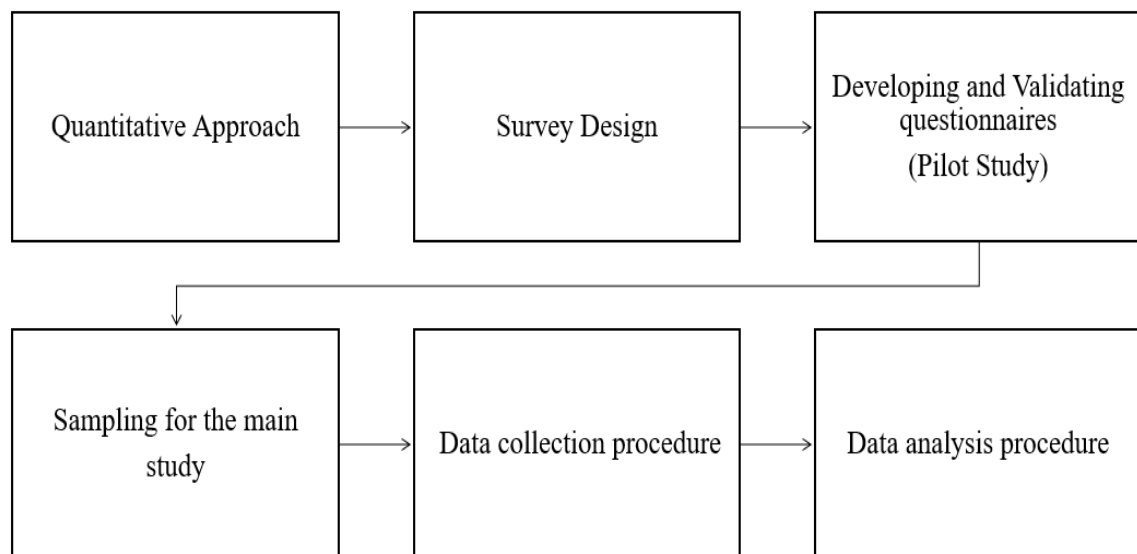 Quantitative Approach
Survey Design
Developing and Validating
questionnaires
(Pilot Study)
Sampling for the main
study
Data collection procedure
Data analysis procedure